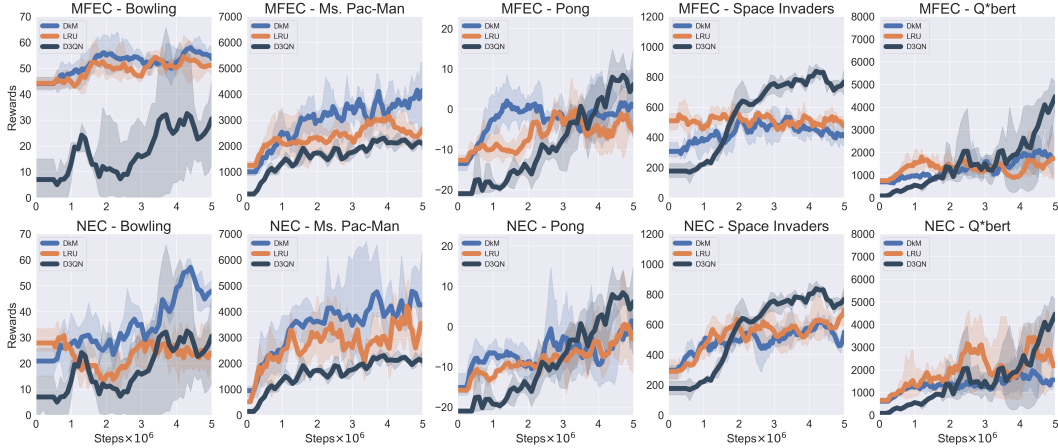 MFEC - Bowling
MFEC - Ms. Pac-Man
MFEC - Pong
MFEC - Space Invaders
MFEC - Q*bert
Rewards
70
60
50
40
30
20
10
0
DkM
LRU
D3QN
0 1 2 3 4 5
7000
6000
5000
4000
3000
2000
1000
0
DkM
LRU
D3QN
0 1 2 3 4 5
20
10
0
−10
−20
DkM
LRU
D3QN
0 1 2 3 4 5
1200
1000
800
600
400
200
0
DkM
LRU
D3QN
0 1 2 3 4 5
8000
7000
6000
5000
4000
3000
2000
1000
0
DkM
LRU
D3QN
0 1 2 3 4 5
NEC - Bowling
NEC - Ms. Pac-Man
NEC - Pong
NEC - Space Invaders
NEC - Q*bert
Rewards
70
60
50
40
30
20
10
0
DkM
LRU
D3QN
0 1 2 3 4 5
Steps×10⁶
7000
6000
5000
4000
3000
2000
1000
0
DkM
LRU
D3QN
0 1 2 3 4 5
Steps×10⁶
20
10
0
−10
−20
DkM
LRU
D3QN
0 1 2 3 4 5
Steps×10⁶
1200
1000
800
600
400
200
0
DkM
LRU
D3QN
0 1 2 3 4 5
Steps×10⁶
8000
7000
6000
5000
4000
3000
2000
1000
0
DkM
LRU
D3QN
0 1 2 3 4 5
Steps×10⁶